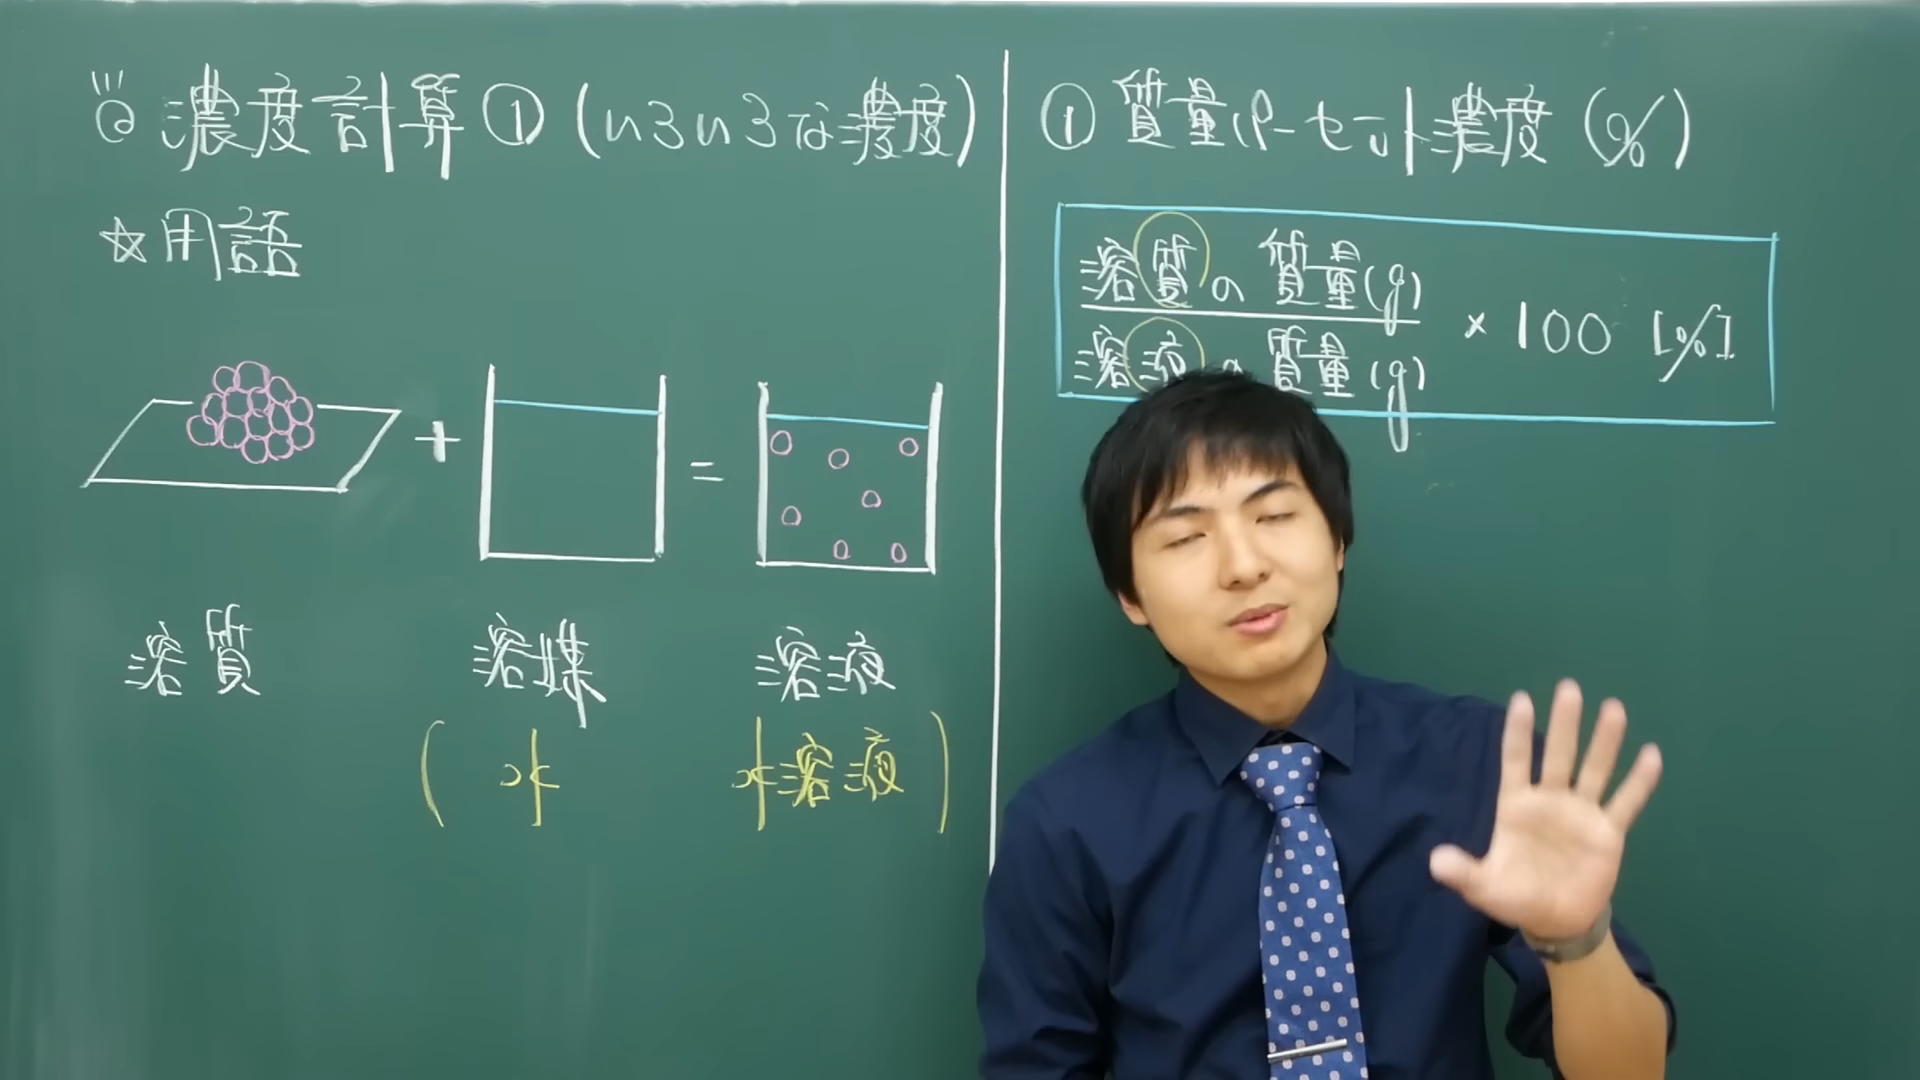 ◎ 濃度計算① (いろいろな濃度)
☆用語
+
=
溶質 溶媒 溶液
( 水 水溶液 )
① 質量パーセント濃度 (%)
溶質の質量(g)
溶液の質量(g)
× 100 [%]